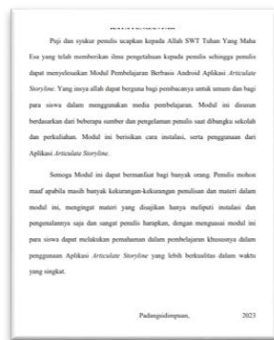 Puji dan syukur penulis ucapkan kepada Allah SWT Tuhan Yang Maha
Esa yang telah memberikan ilmu pengetahuan kepada penulis sehingga penulis
dapat menyelesaikan Modul Pembelajaran Berbasis Android Aplikasi Articulate
Storyline. Yang insya allah dapat berguna bagi pembacanya untuk umum dan bagi
para siswa dalam menggunakan media pembelajaran. Modul ini disusun
berdasarkan dari beberapa sumber dan pengelaman penulis saat dibangku sekolah
dan perkuliahan. Modul ini berisikan cara instalasi, serta penggunaan dari
Aplikasi Articulate Storyline.
Semoga Modul ini dapat bermanfaat bagi banyak orang. Penulis mohon
maaf apabila masih banyak kekurangan-kekurangan penulisan dan materi dalam
modul ini, mengingat materi yang disajikan hanya meliputi instalasi dan
pengenalannya saja dan sangat penulis harapkan, dengan menguasai modul ini
para siswa dapat melakukan pemahaman dalam pembelajaran khususnya dalam
penggunaan Aplikasi Articulate Storyline yang lebih berkualitas dalam waktu
yang singkat.
Padangsidimpuan, 2023